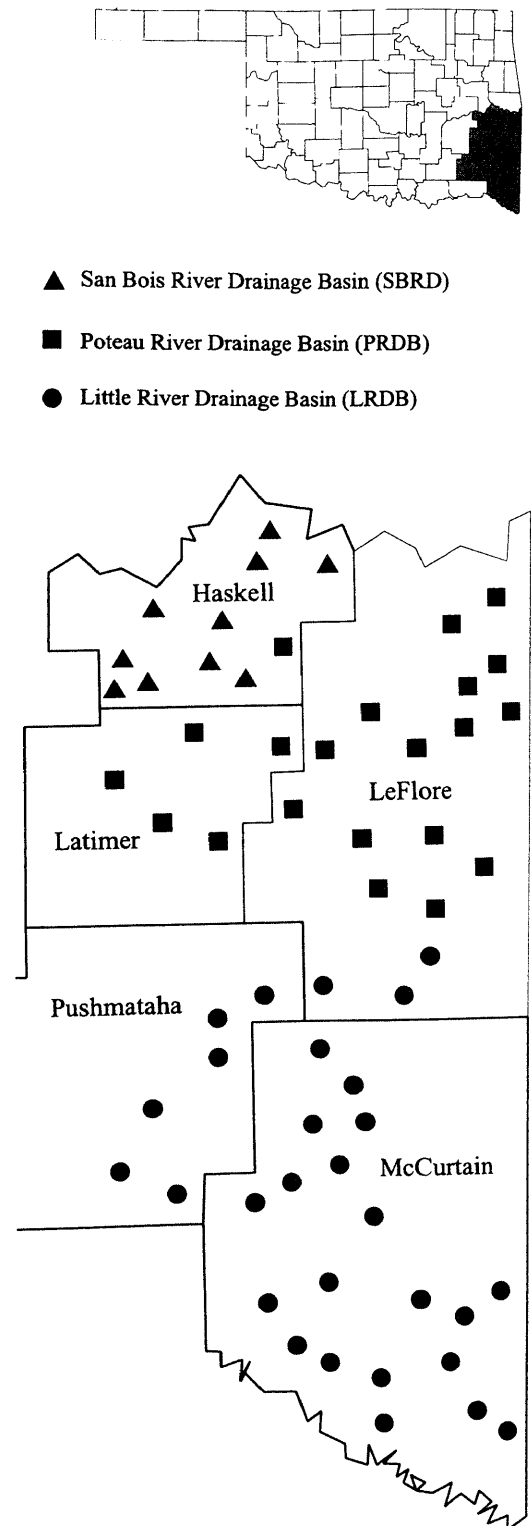 San Bois River Drainage Basin (SBRD)
Poteau River Drainage Basin (PRDB)
Little River Drainage Basin (LRDB)
Haskell
LeFlore
Latimer
Pushmataha
McCurtain